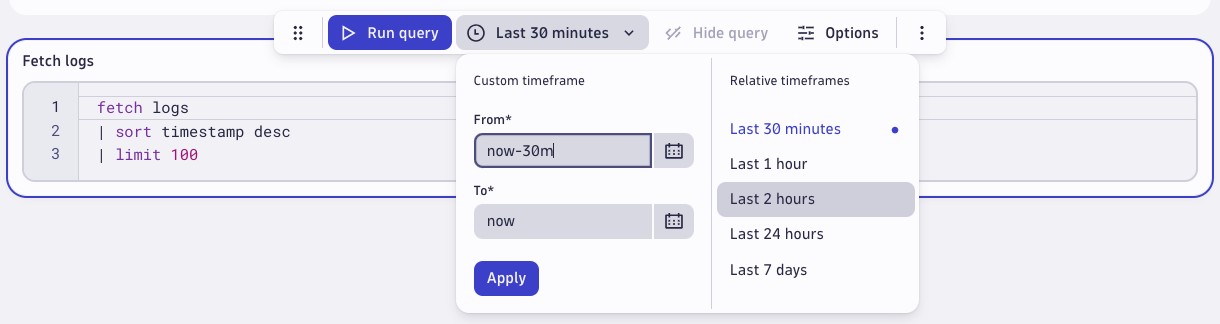 Run query
Last 30 minutes
Hide query
Options
Fetch logs
1 fetch logs
2 | sort timestamp desc
3 | limit 100
Custom timeframe
From*
now-30m
To*
now
Apply
Relative timeframes
Last 30 minutes
Last 1 hour
Last 2 hours
Last 24 hours
Last 7 days